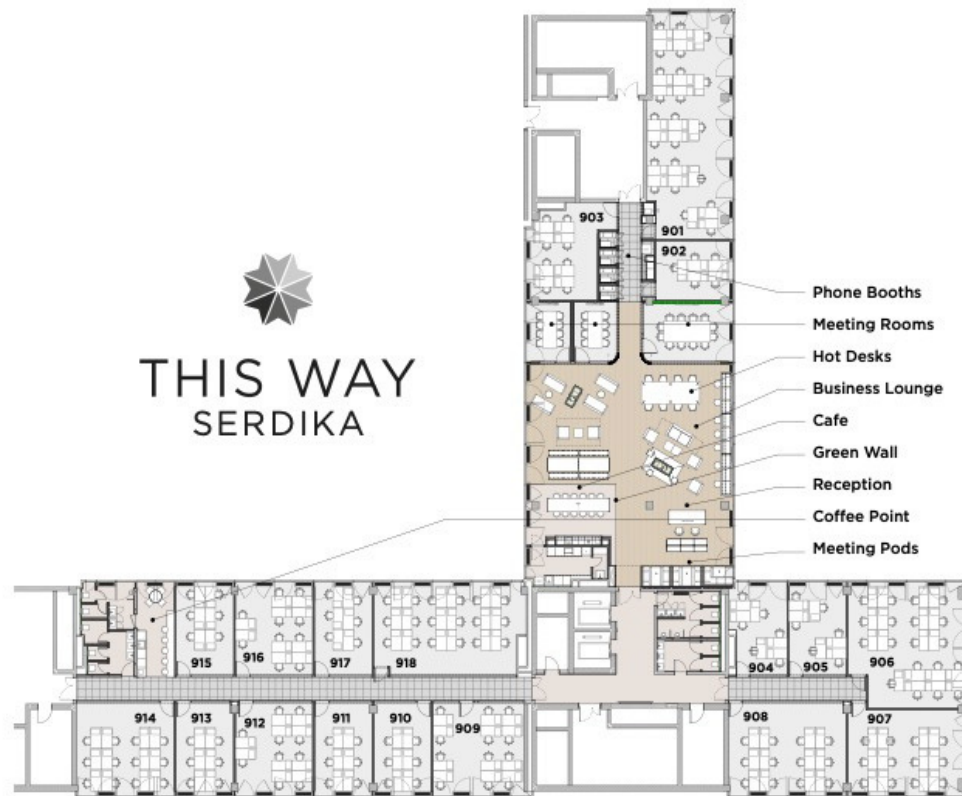 THIS WAY
SERDIKA
903
901
902
Phone Booths
Meeting Rooms
Hot Desks
Business Lounge
Cafe
Green Wall
Reception
Coffee Point
Meeting Pods
915
916
917
918
904
905
906
914
913
912
911
910
909
908
907